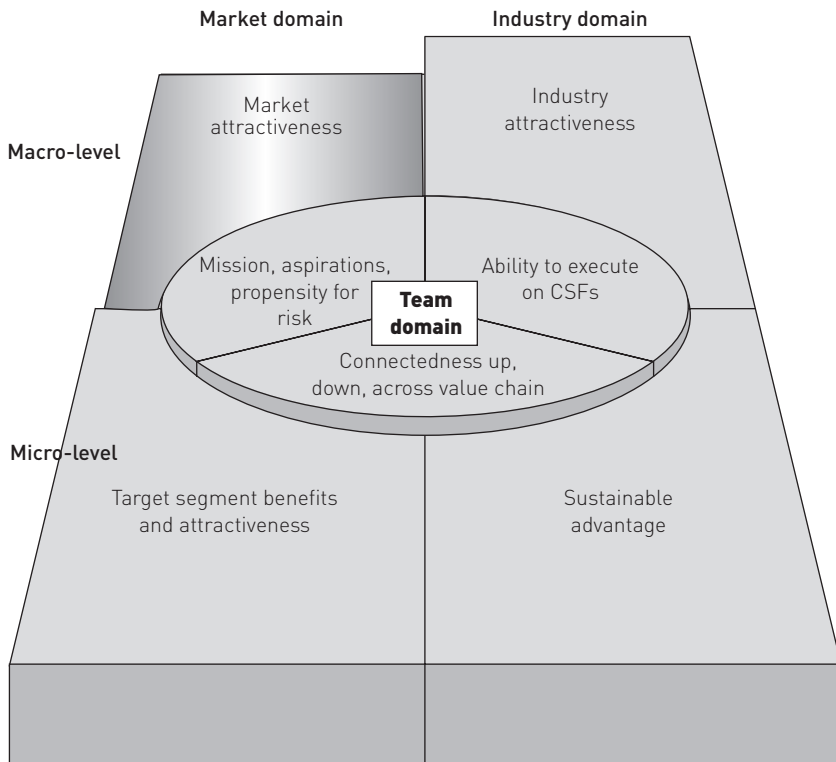 Market domain
Industry domain
Market
attractiveness
Industry
attractiveness
Macro-level
Mission, aspirations,
propensity for
risk
Ability to execute
on CSFs
Team
domain
Connectedness up,
down, across value chain
Micro-level
Target segment benefits
and attractiveness
Sustainable
advantage